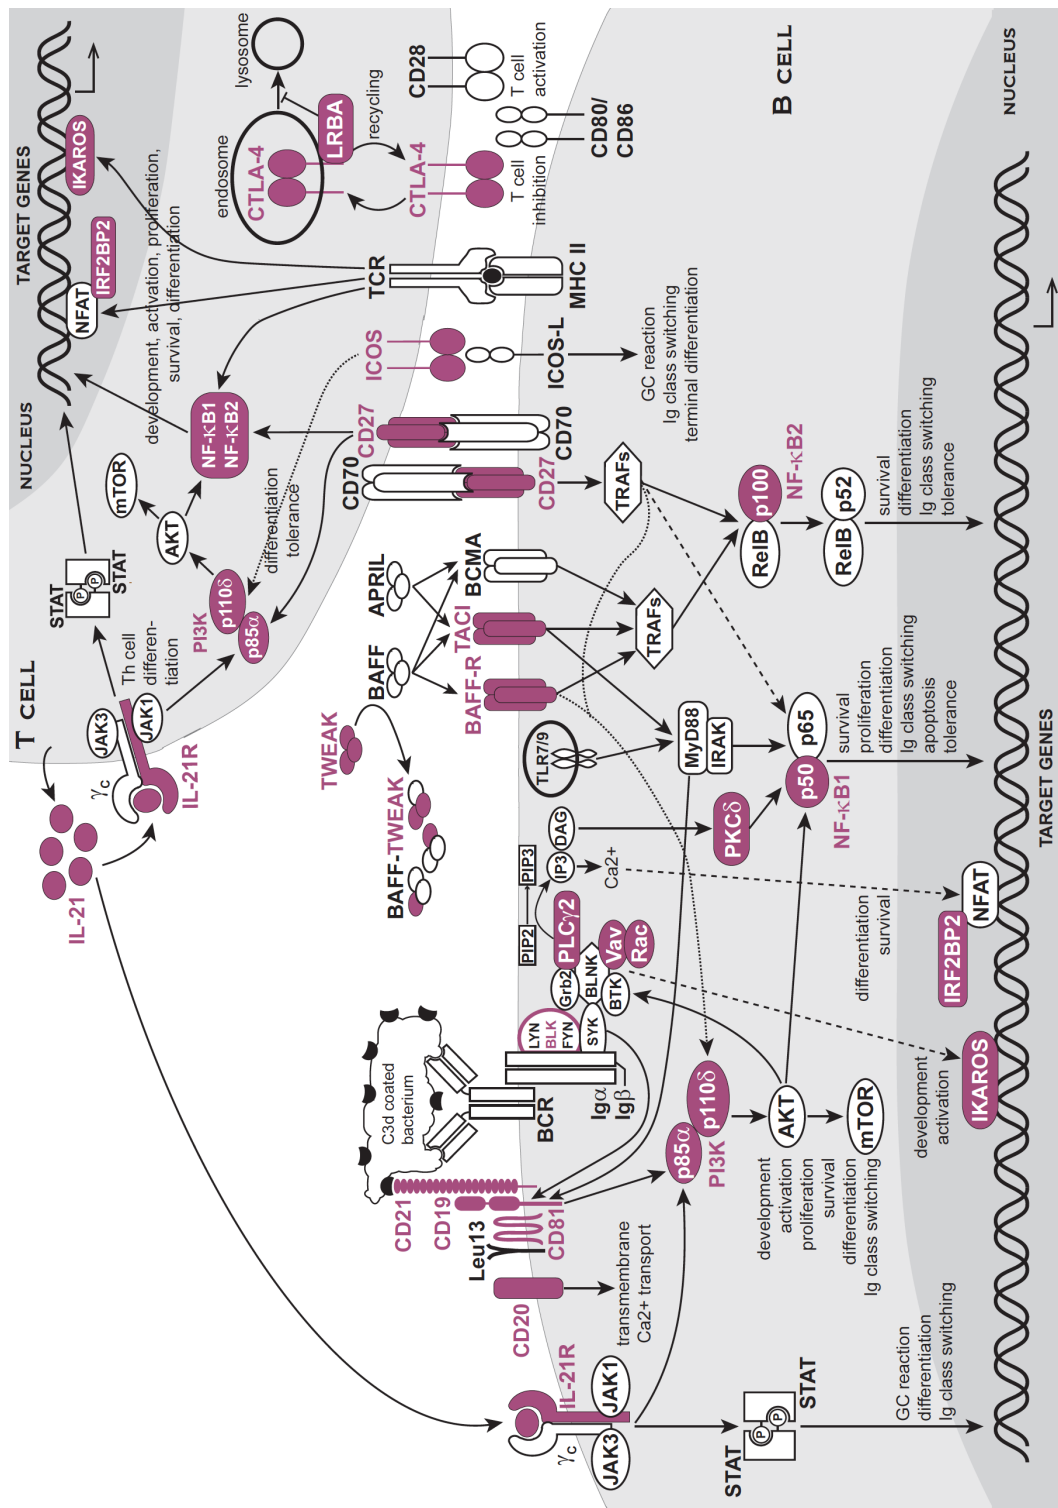 T CELL
NUCLEUS
TARGET GENES
IL-21
γc
JAK3
JAK1
IL-21R
Th cell
differen-
tiation
STAT
P
P
STAT
PI3K
p110δ
p85α
AKT
mTOR
differentiation
tolerance
NF-κB1
NF-κB2
development, activation, proliferation,
survival, differentiation
NFAT
IRF2BP2
IKAROS
endosome
lysosome
CTLA-4
LRBA
recycling
CTLA-4
T cell
inhibition
CD28
T cell
activation
CD80/
CD86
TCR
MHC II
ICOS
ICOS-L
GC reaction
Ig class switching
terminal differentiation
CD27
CD70
CD70
CD27
TRAFs
APRIL
BAFF
BCMA
TACI
BAFF-R
TRAFs
TWEAK
BAFF-TWEAK
TLR7/9
MyD88
IRAK
RelB
p100
NF-κB2
RelB
p52
survival
differentiation
Ig class switching
tolerance
p50
p65
NF-κB1
survival
proliferation
differentiation
Ig class switching
apoptosis
tolerance
PIP2
PIP3
IP3
DAG
Ca2+
PKCδ
PLCγ2
Grb2
BLNK
BTK
Vav
Rac
LYN
BLK
FYN
SYK
Igα
Igβ
BCR
C3d coated
bacterium
CD21
CD19
Leu13
CD81
CD20
transmembrane
Ca2+ transport
p85α
p110δ
PI3K
AKT
mTOR
development
activation
proliferation
survival
differentiation
Ig class switching
differentiation
survival
IRF2BP2
NFAT
development
activation
IKAROS
IL-21R
γc
JAK3
JAK1
STAT
P
P
STAT
GC reaction
differentiation
Ig class switching
B CELL
NUCLEUS
TARGET GENES